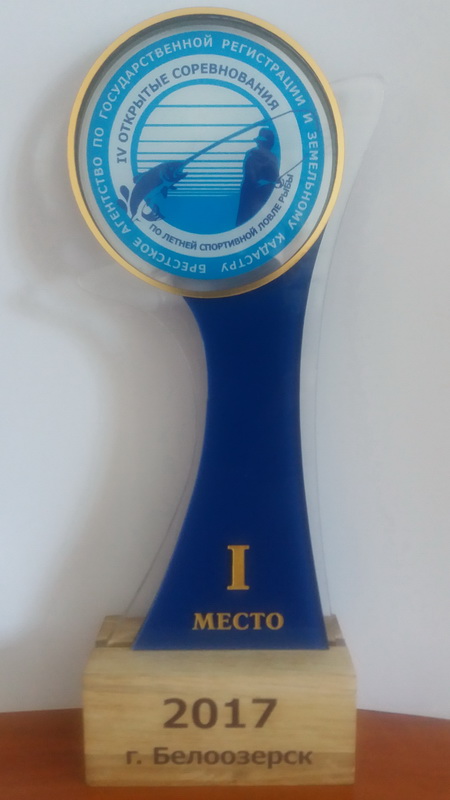 БРЕСТСКОЕ АГЕНТСТВО ПО ГОСУДАРСТВЕННОЙ РЕГИСТРАЦИИ И ЗЕМЕЛЬНОМУ КАДАСТРУ
IV ОТКРЫТЫЕ СОРЕВНОВАНИЯ
ПО ЛЕТНЕЙ СПОРТИВНОЙ ЛОВЛЕ РЫБЫ
I
МЕСТО
2017
г. Белоозерск